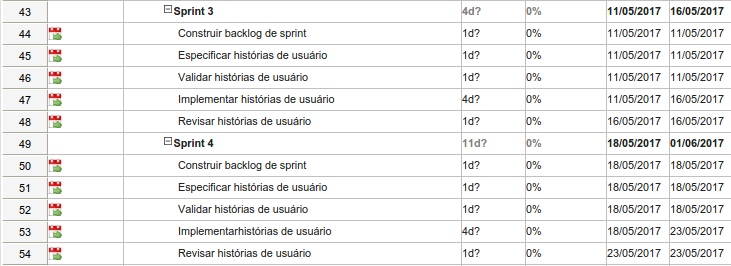 43 Sprint 3 4d? 0% 11/05/2017 16/05/2017
44 Construir backlog de sprint 1d? 0% 11/05/2017 11/05/2017
45 Especificar histórias de usuário 1d? 0% 11/05/2017 11/05/2017
46 Validar histórias de usuário 1d? 0% 11/05/2017 11/05/2017
47 Implementar histórias de usuário 4d? 0% 11/05/2017 16/05/2017
48 Revisar histórias de usuário 1d? 0% 16/05/2017 16/05/2017
49 Sprint 4 11d? 0% 18/05/2017 01/06/2017
50 Construir backlog de sprint 1d? 0% 18/05/2017 18/05/2017
51 Especificar histórias de usuário 1d? 0% 18/05/2017 18/05/2017
52 Validar histórias de usuário 1d? 0% 18/05/2017 18/05/2017
53 Implementarhistórias de usuário 4d? 0% 18/05/2017 23/05/2017
54 Revisar histórias de usuário 1d? 0% 23/05/2017 23/05/2017